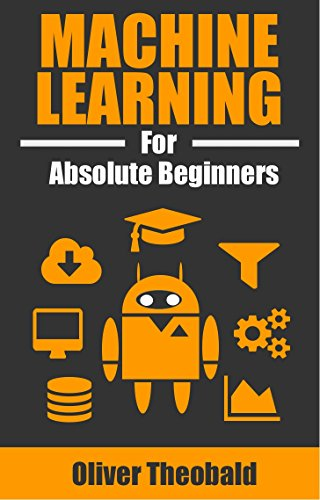 MACHINE
LEARNING
For
Absolute Beginners
Oliver Theobald